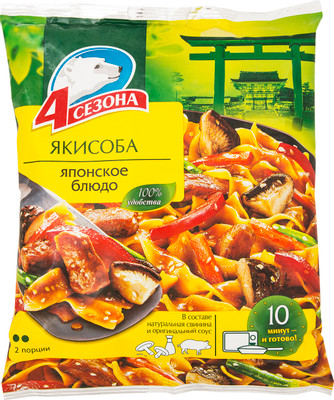 4 СЕЗОНА
ЯКИСОБА
ЯПОНСКОЕ
БЛЮДО
100%
удобства
В составе
натуральная свинина
и оригинальный соус
10
минут —
и готово!
2 порции